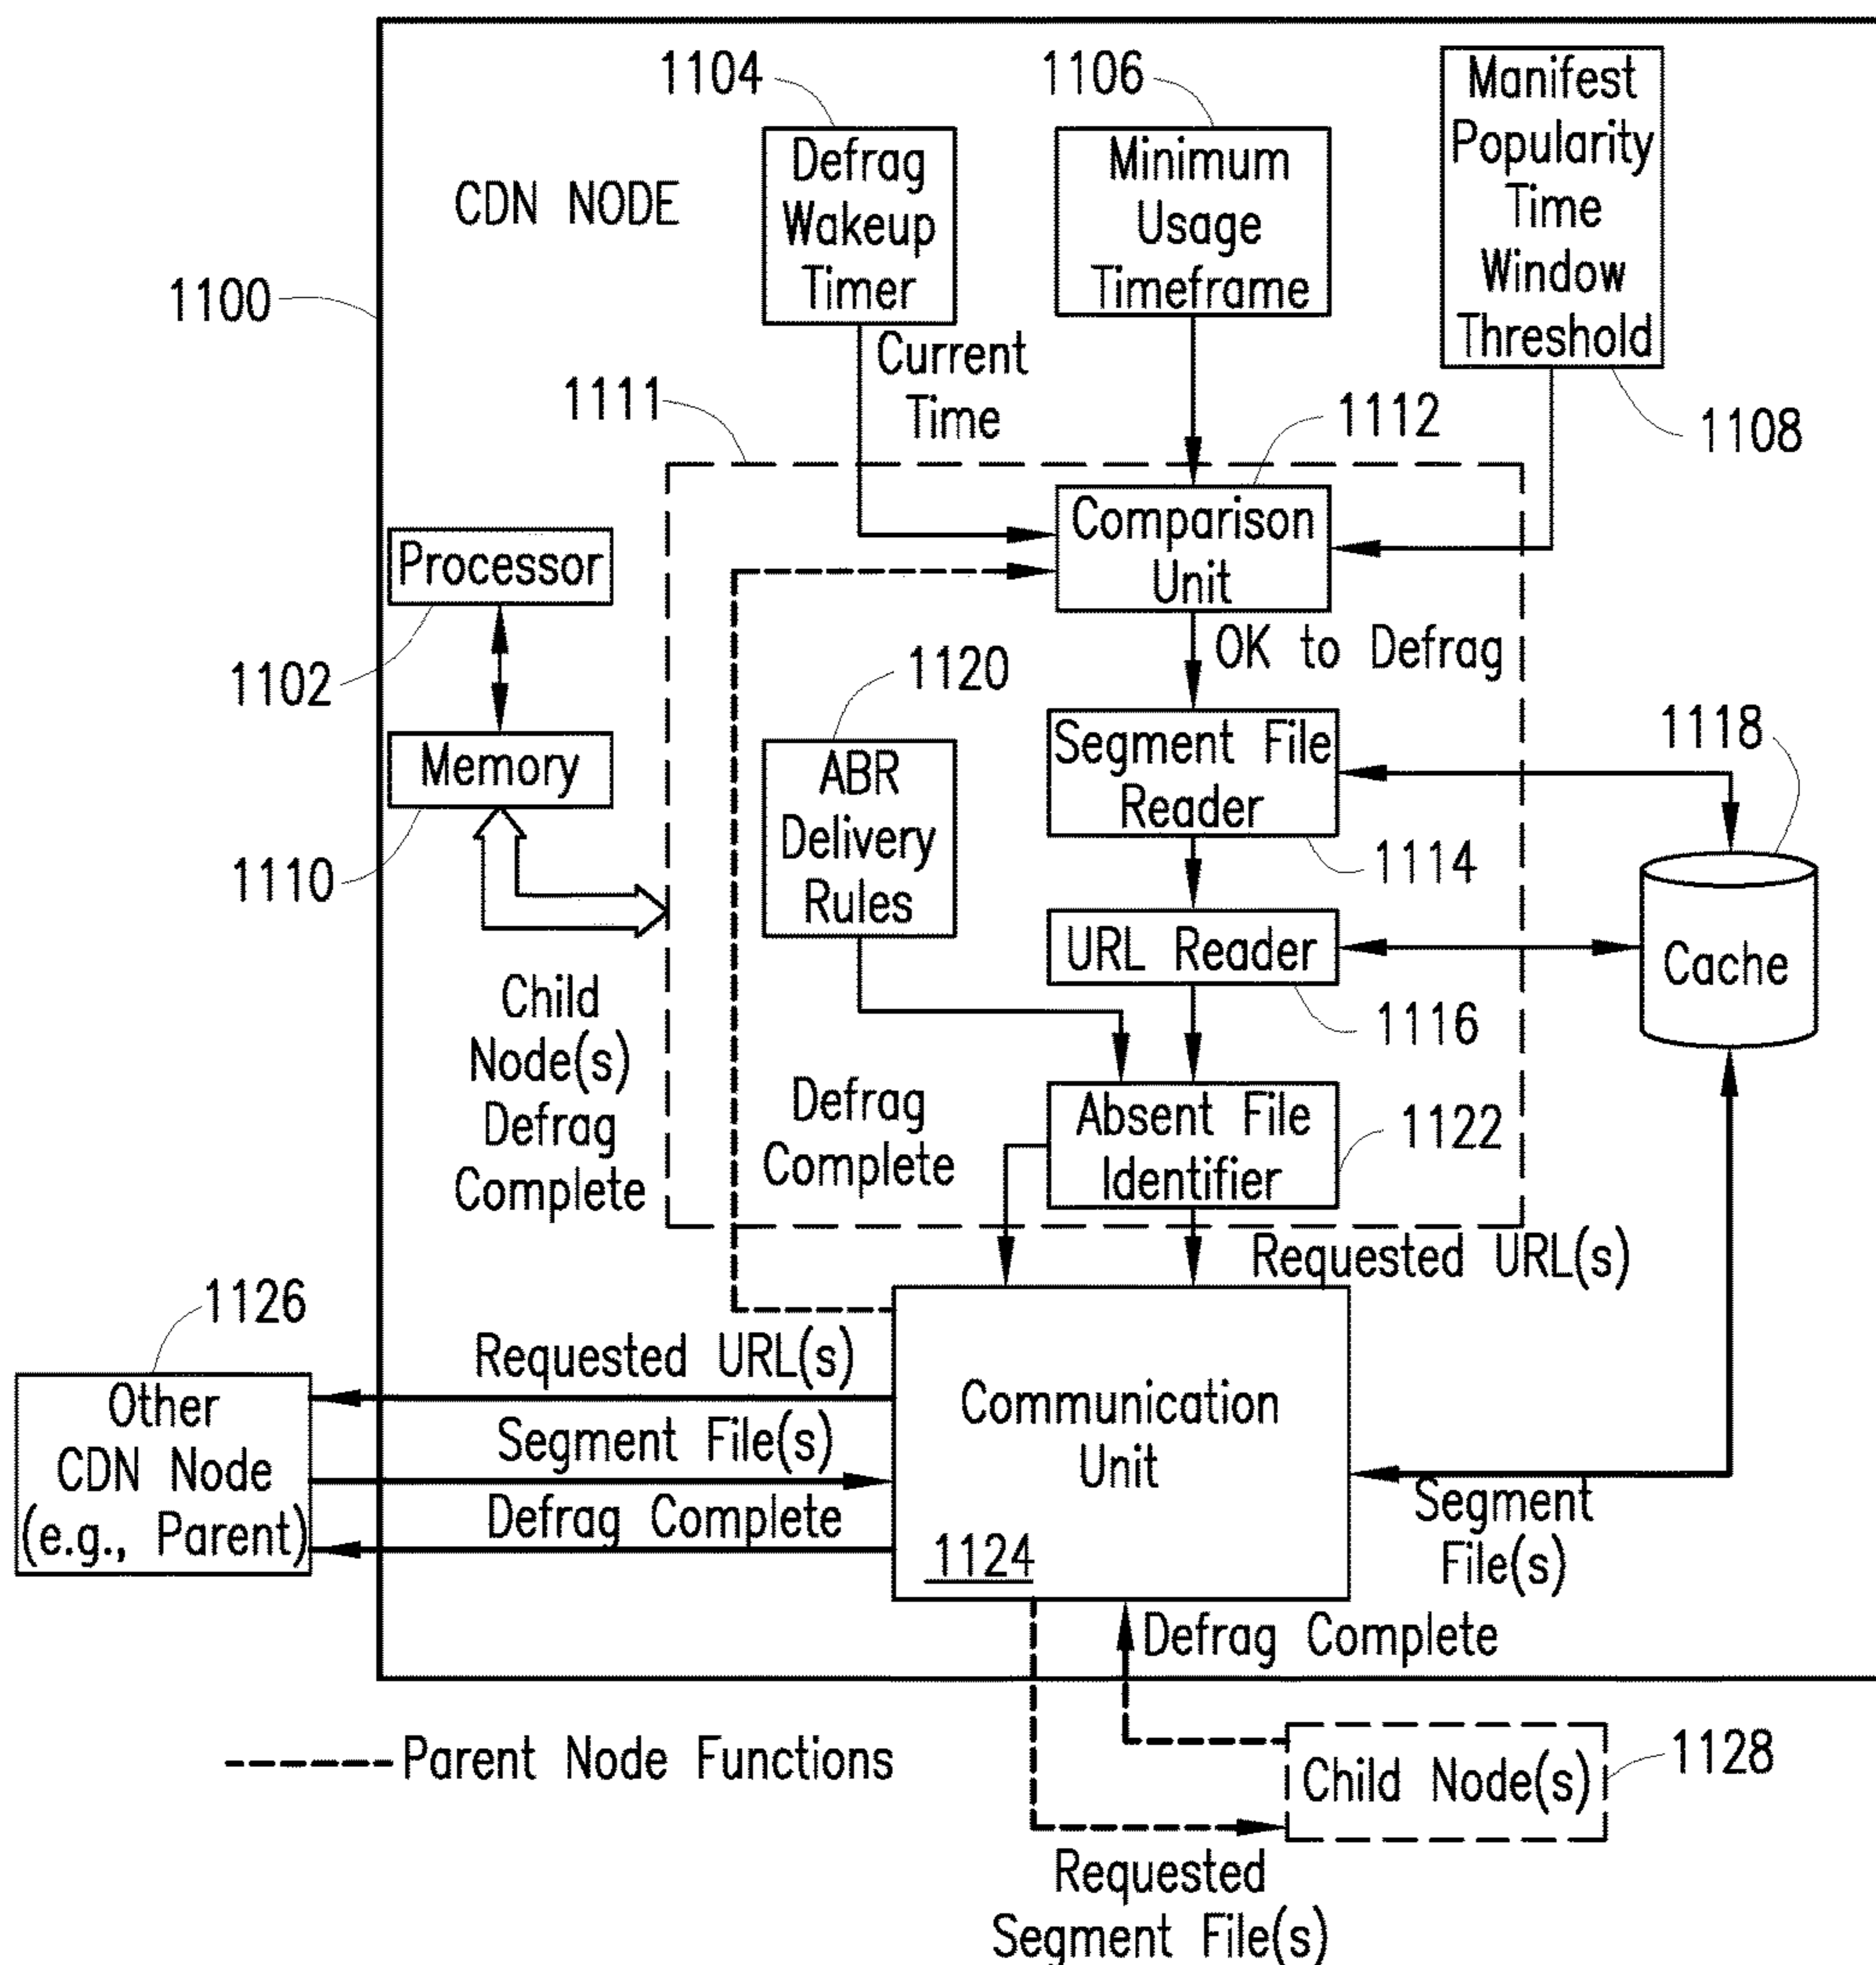 1104
1106
Manifest
Popularity
Time
Window
Threshold
Defrag
Wakeup
Timer
Minimum
Usage
Timeframe
CDN NODE
1100
Current
Time
1111
1112
1108
Comparison
Unit
Processor
OK to Defrag
1102
1120
Segment File
Reader
1118
Memory
ABR
Delivery
Rules
1114
1110
URL Reader
Cache
Child
Node(s)
Defrag
Complete
1116
Defrag
Complete
Absent File
Identifier
1122
Requested URL(s)
1126
Requested URL(s)
Other
CDN Node
(e.g., Parent)
Segment File(s)
Communication
Unit
Defrag Complete
Segment
File(s)
1124
Defrag Complete
Parent Node Functions
Child Node(s)
1128
Requested
Segment File(s)